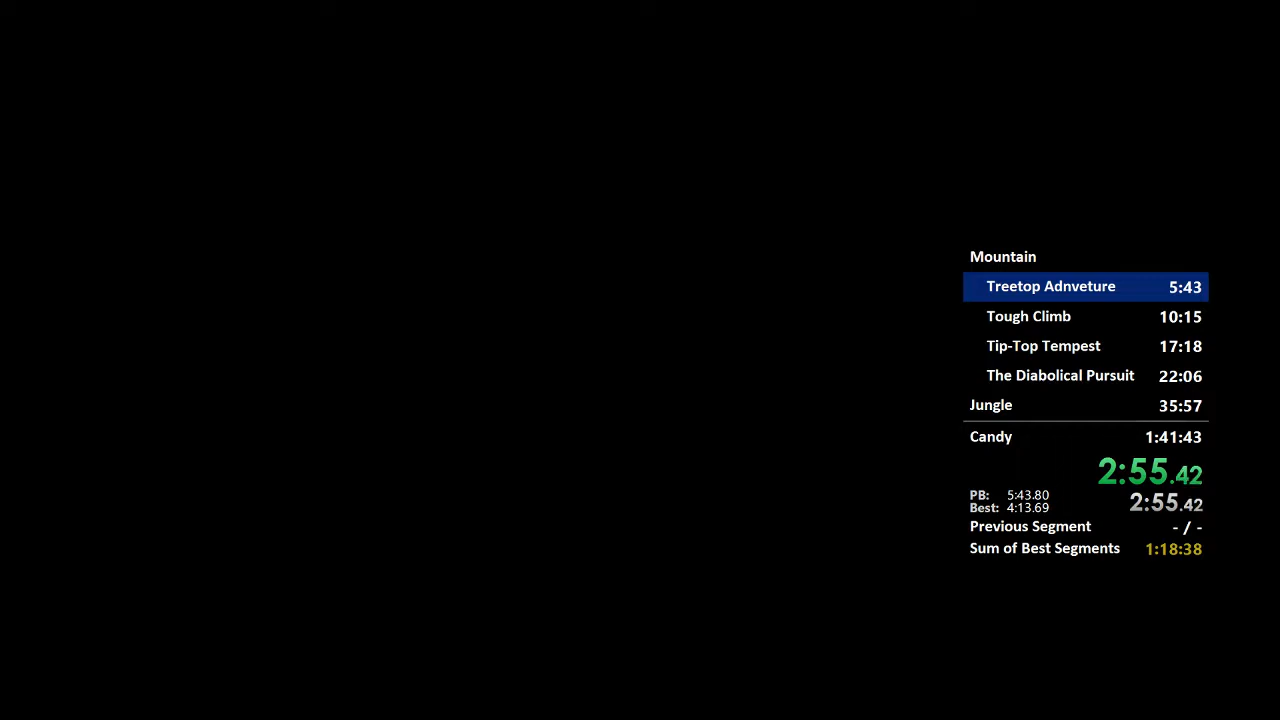 Mountain
Treetop Adnveture 5:43
Tough Climb 10:15
Tip-Top Tempest 17:18
The Diabolical Pursuit 22:06
Jungle 35:57
Candy 1:41:43
2:55.42
PB: 5:43.80
Best: 4:13.69 2:55.42
Previous Segment - / -
Sum of Best Segments 1:18:38